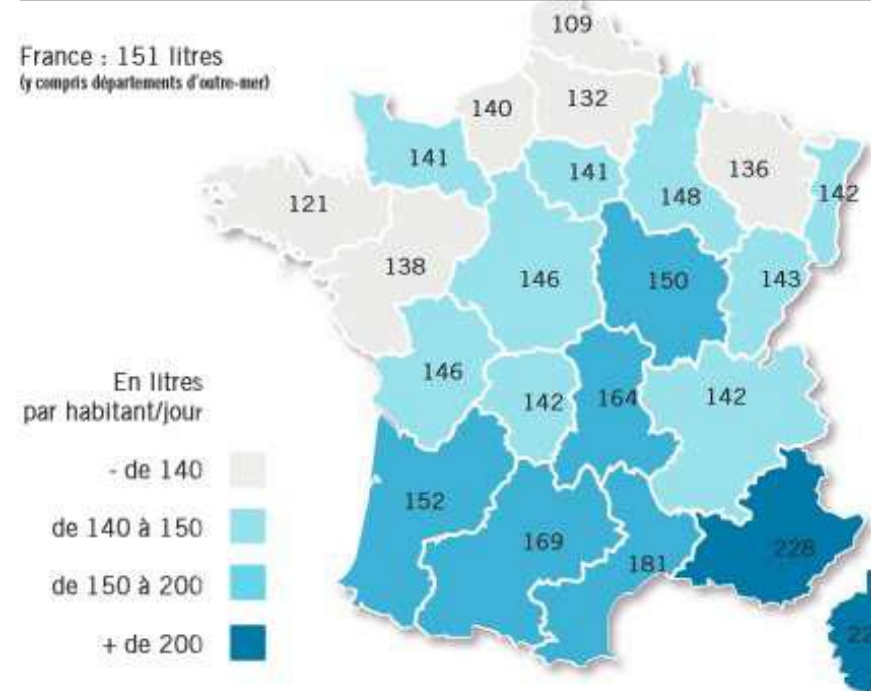 109
France : 151 litres
(y compris départements d'outre-mer)
140
132
141
141
148
136
142
121
138
146
150
143
146
142
164
142
152
169
181
228
En litres
par habitant/jour
- de 140
de 140 à 150
de 150 à 200
+ de 200